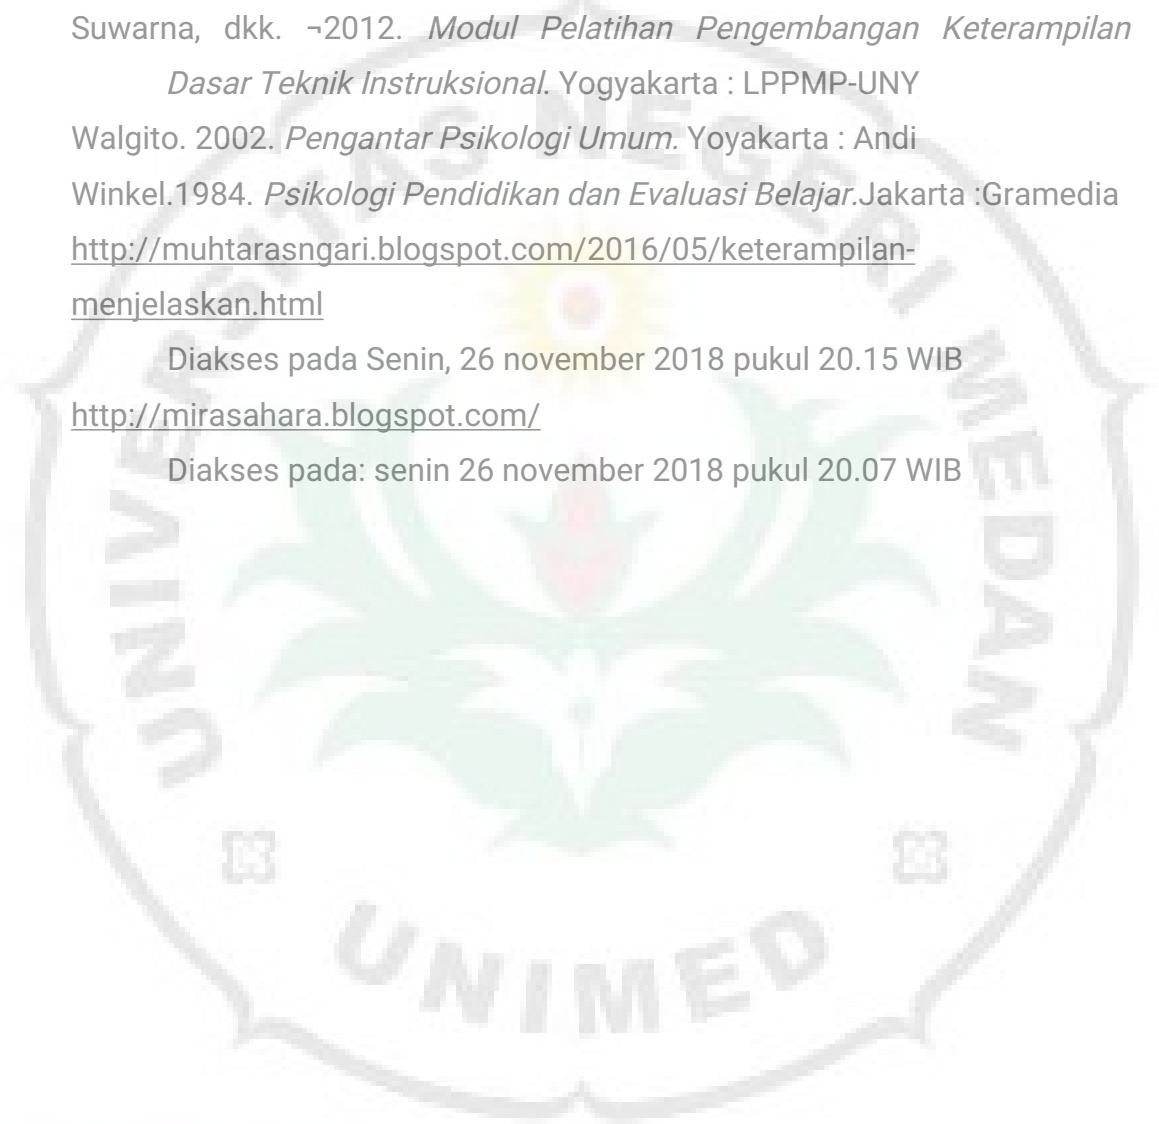 Suwarna, dkk. ¬2012. Modul Pelatihan Pengembangan Keterampilan
Dasar Teknik Instruksional. Yogyakarta : LPPMP-UNY
Walgito. 2002. Pengantar Psikologi Umum. Yoyakarta : Andi
Winkel.1984. Psikologi Pendidikan dan Evaluasi Belajar.Jakarta :Gramedia
http://muhtarasngari.blogspot.com/2016/05/keterampilan-
menjelaskan.html
Diakses pada Senin, 26 november 2018 pukul 20.15 WIB
http://mirasahara.blogspot.com/
Diakses pada: senin 26 november 2018 pukul 20.07 WIB
UNIVERSITAS NEGERI MEDAN
UNIMED